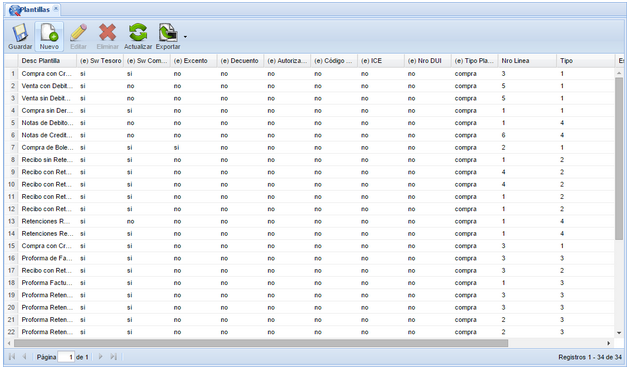 Plantillas
Guardar Nuevo Editar Eliminar Actualizar Exportar
Desc Plantilla (e) Sw Tesoro (e) Sw Com... (e) Excento (e) Decuento (e) Autoriza... (e) Código ... (e) ICE (e) Nro DUI (e) Tipo Pla... Nro Linea Tipo Es
1 Compra con Cr... si si no no no no no no compra 3 1
2 Venta con Debit... si no no no no no no no compra 5 1
3 Venta sin Debit... si no no no no no no no compra 5 1
4 Compra sin Der... si si no no no no no no compra 1 1
5 Notas de Debito... si no no no no no no no compra 1 4
6 Notas de Credit... si no no no no no no no compra 6 4
7 Compra de Bole... si si si no no no no no compra 2 1
8 Recibo sin Rete... si si no no no no no no compra 1 2
9 Recibo con Ret... si si no no no no no no compra 4 2
10 Recibo con Ret... si si no no no no no no compra 4 2
11 Recibo con Ret... si si no no no no no no compra 1 2
12 Recibo con Ret... si si no no no no no no compra 1 2
13 Retenciones R... si no no no no no no no compra 1 4
14 Retenciones Re... si si no no no no no no compra 1 4
15 Compra con Cr... si si no no no no no no compra 3 1
16 Proforma de Fa... si si no no no no no no compra 3 3
17 Recibo con Ret... si si no no no no no no compra 3 2
18 Proforma Factu... si si no no no no no no compra 1 3
19 Proforma Reten... si si no no no no no no compra 3 3
20 Proforma Reten... si si no no no no no no compra 3 3
21 Proforma Reten... si si no no no no no no compra 2 3
22 Proforma Reten... si si no no no no no no compra 2 3
Página 1 de 1 Registros 1 - 34 de 34